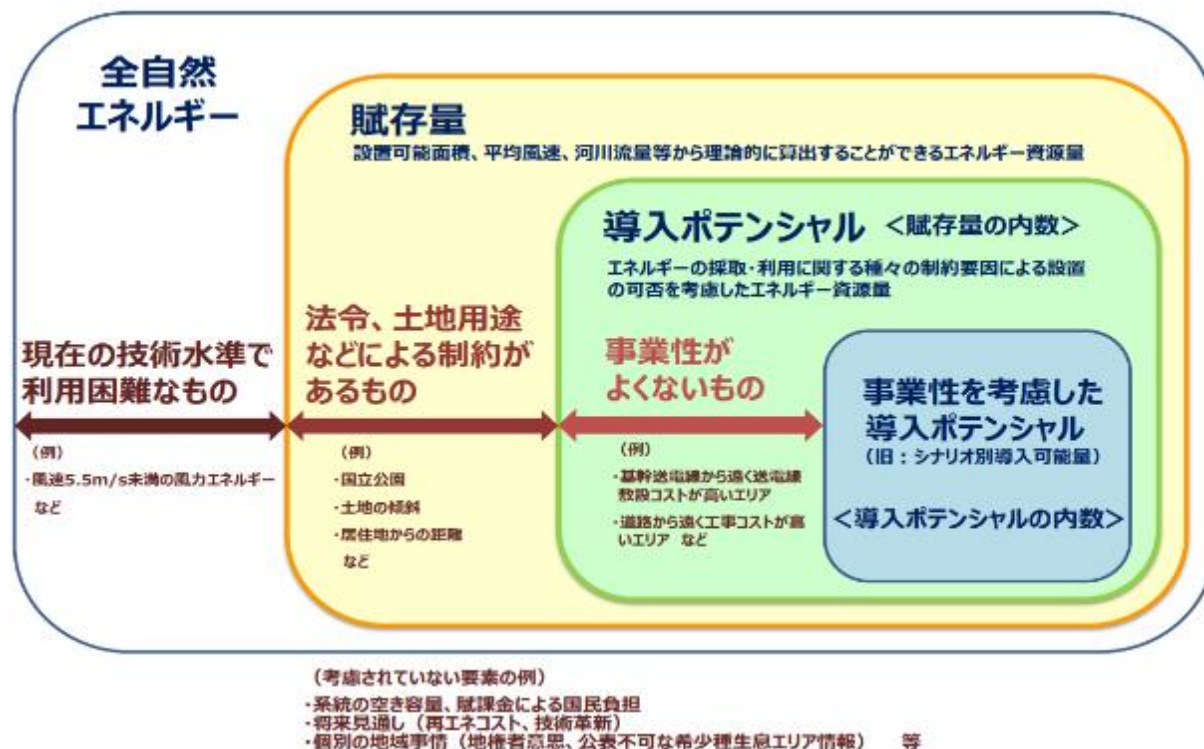 全自然
エネルギー
賦存量
設置可能面積、平均風速、河川流量等から理論的に算出することができるエネルギー資源量
導入ポテンシャル <賦存量の内数>
エネルギーの採取・利用に関する種々の制約要因による設置
の可否を考慮したエネルギー資源量
現在の技術水準で
利用困難なもの
(例)
・風速5.5m/s未満の風力エネルギー
など
法令、土地用途
などによる制約が
あるもの
(例)
・国立公園
・土地の傾斜
・居住地からの距離
など
事業性が
よくないもの
(例)
・基幹送電線から遠く送電線
敷設コストが高いエリア
・道路から遠く工事コストが高
いエリア など
事業性を考慮した
導入ポテンシャル
(旧:シナリオ別導入可能量)
<導入ポテンシャルの内数>
(考慮されていない要素の例)
・系統の空き容量、賦課金による国民負担
・将来見通し(再エネコスト、技術革新)
・個別の地域事情(地権者意思、公表不可な希少種生息エリア情報) 等